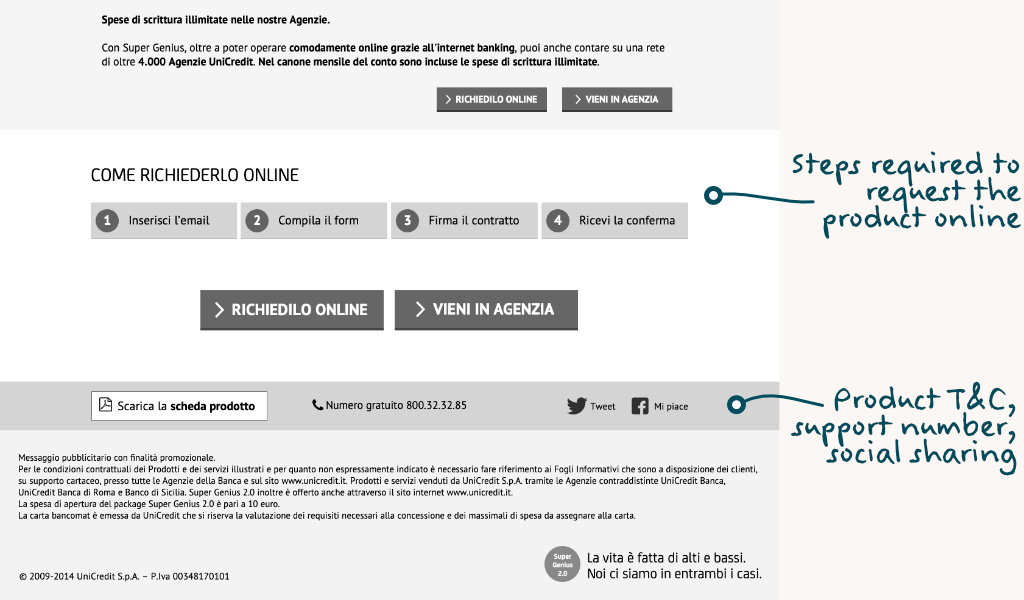 Spese di scrittura illimitate nelle nostre Agenzie.
Con Super Genius, oltre a poter operare comodamente online grazie all'internet banking, puoi anche contare su una rete
di oltre 4.000 Agenzie UniCredit. Nel canone mensile del conto sono incluse le spese di scrittura illimitate.
RICHIEDILO ONLINE
VIENI IN AGENZIA
COME RICHIEDERLO ONLINE
1 Inserisci l'email
2 Compila il form
3 Firma il contratto
4 Ricevi la conferma
Steps required to
request the
product online
RICHIEDILO ONLINE
VIENI IN AGENZIA
Scarica la scheda prodotto
Numero gratuito 800.32.32.85
Tweet
Mi piace
Product T&C,
support number,
social sharing
Messaggio pubblicitario con finalità promozionale.
Per le condizioni contrattuali dei Prodotti e dei servizi illustrati e per quanto non espressamente indicato è necessario fare riferimento ai Fogli Informativi che sono a disposizione dei clienti,
su supporto cartaceo, presso tutte le Agenzie della Banca e sul sito www.unicredit.it. Prodotti e servizi venduti da UniCredit S.p.A. tramite le Agenzie contraddistinte UniCredit Banca,
UniCredit Banca di Roma e Banco di Sicilia. Super Genius 2.0 inoltre è offerto anche attraverso il sito internet www.unicredit.it.
La spesa di apertura del package Super Genius 2.0 è pari a 10 euro.
La carta bancomat è emessa da UniCredit che si riserva la valutazione dei requisiti necessari alla concessione e dei massimali di spesa da assegnare alla carta.
Super
Genius
2.0
La vita è fatta di alti e bassi.
Noi ci siamo in entrambi i casi.
© 2009-2014 UniCredit S.p.A. – P.Iva 00348170101